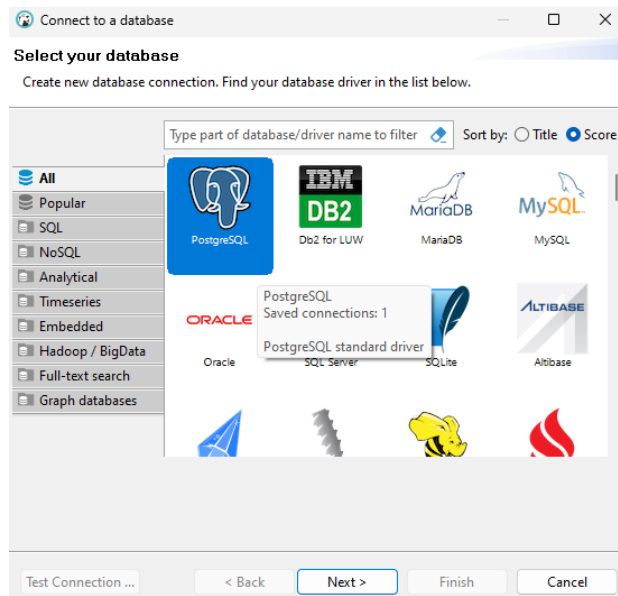 Connect to a database
Select your database
Create new database connection. Find your database driver in the list below.
Type part of database/driver name to filter
Sort by:
Title
Score
All
Popular
SQL
NoSQL
Analytical
Timeseries
Embedded
Hadoop / BigData
Full-text search
Graph databases
PostgreSQL
IBM
DB2
Db2 for LUW
MariaDB
MariaDB
MySQL
MySQL
ORACLE
Oracle
PostgreSQL
Saved connections: 1
PostgreSQL standard driver
SQL Server
SQLite
ALTIBASE
Altibase
Test Connection ...
< Back
Next >
Finish
Cancel